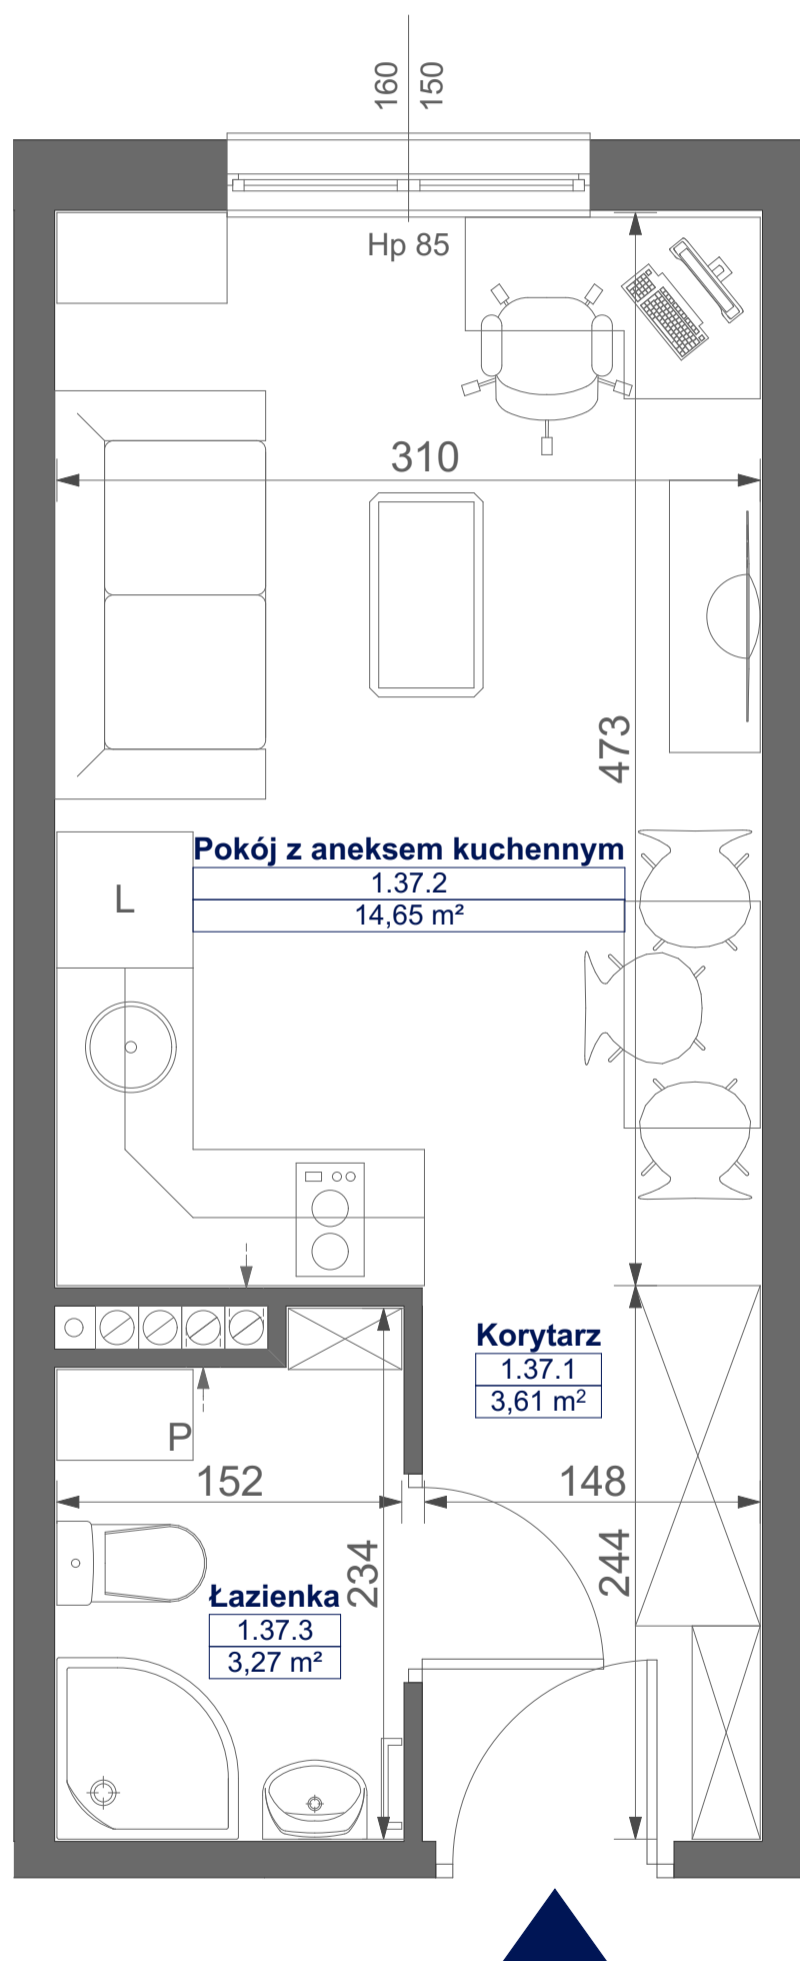 160
150
Hp 85
310
473
Pokój z aneksem kuchennym
1.37.2
14,65 m²
L
Korytarz
1.37.1
3,61 m²
P
152
148
234
244
Łazienka
1.37.3
3,27 m²